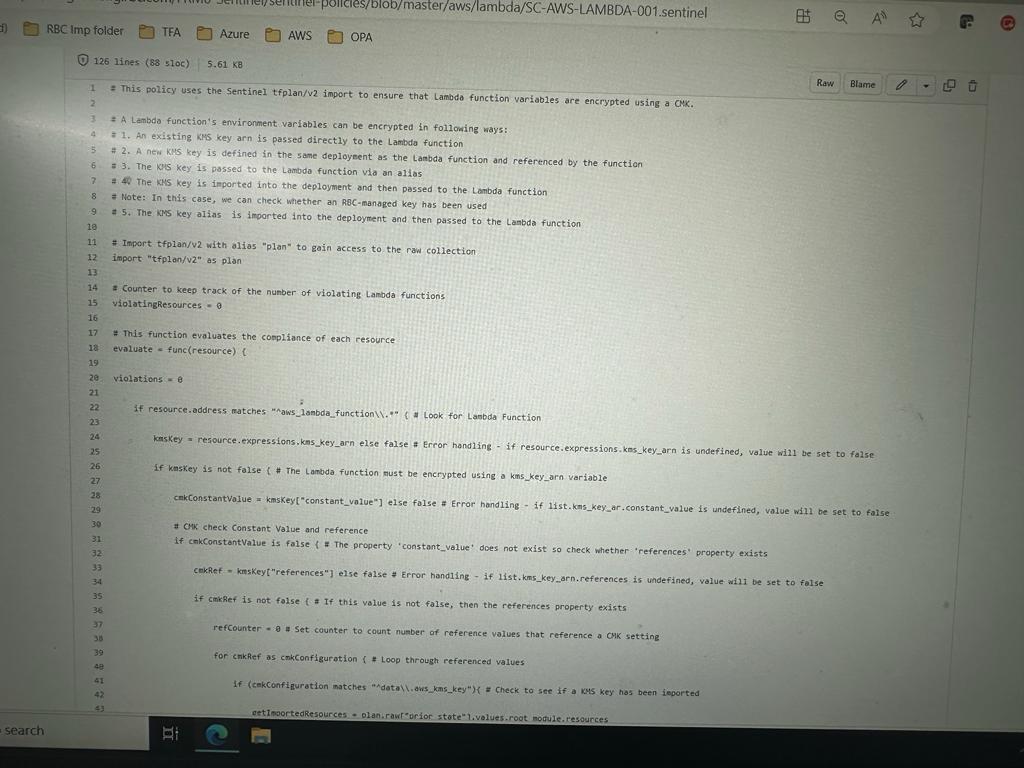 sentinel-policies/blob/master/aws/lambda/SC-AWS-LAMBDA-001.sentinel
RBC Imp folder TFA Azure AWS OPA
126 lines (88 sloc) 5.61 KB
Raw Blame
1 # This policy uses the Sentinel tfplan/v2 import to ensure that Lambda function variables are encrypted using a CMK.
2
3 # A Lambda function's environment variables can be encrypted in following ways:
4 # 1. An existing KMS key arn is passed directly to the Lambda function
5 # 2. A new KMS key is defined in the same deployment as the Lambda function and referenced by the function
6 # 3. The KMS key is passed to the Lambda function via an alias
7 # 4. The KMS key is imported into the deployment and then passed to the Lambda function
8 # Note: In this case, we can check whether an RBC-managed key has been used
9 # 5. The KMS key alias  is imported into the deployment and then passed to the Lambda function
10
11 # Import tfplan/v2 with alias "plan" to gain access to the raw collection
12 import "tfplan/v2" as plan
13
14 # Counter to keep track of the number of violating Lambda functions
15 violatingResources = 0
16
17 # This function evaluates the compliance of each resource
18 evaluate = func(resource) {
19
20 violations = 0
21
22 if resource.address matches "^aws_lambda_function\\.*" { # Look for Lambda Function
23
24 kmsKey = resource.expressions.kms_key_arn else false # Error handling - if resource.expressions.kms_key_arn is undefined, value will be set to false
25
26 if kmsKey is not false { # The Lambda function must be encrypted using a kms_key_arn variable
27
28 cmkConstantValue = kmsKey["constant_value"] else false # Error handling - if list.kms_key_ar.constant_value is undefined, value will be set to false
29
30 # CMK check Constant Value and reference
31 if cmkConstantValue is false { # The property 'constant_value' does not exist so check whether 'references' property exists
32
33 cmkRef = kmsKey["references"] else false # Error handling - if list.kms_key_arn.references is undefined, value will be set to false
34
35 if cmkRef is not false { # If this value is not false, then the references property exists
36
37 refCounter = 0 # Set counter to count number of reference values that reference a CMK setting
38
39 for cmkRef as cmkConfiguration { # Loop through referenced values
40
41 if (cmkConfiguration matches "^data\\.aws_kms_key"){ # Check to see if a KMS key has been imported
42
43 getImportedResources = plan.raw["prior_state"].values.root_module.resources
search